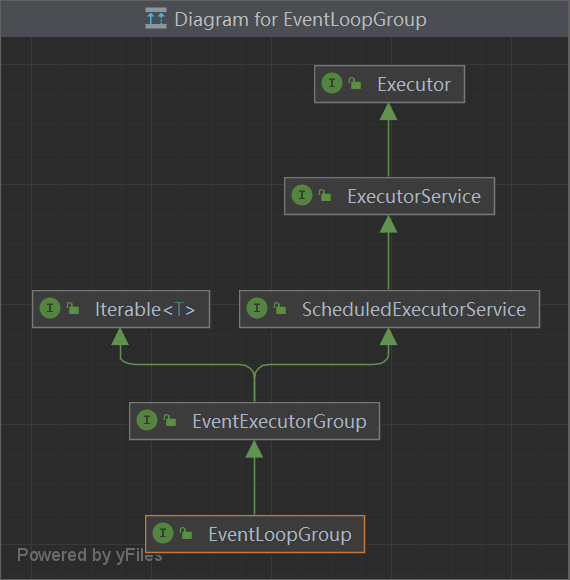 Diagram for EventLoopGroup
I Executor
I ExecutorService
I Iterable<T>
I ScheduledExecutorService
I EventExecutorGroup
I EventLoopGroup
Powered by yFiles